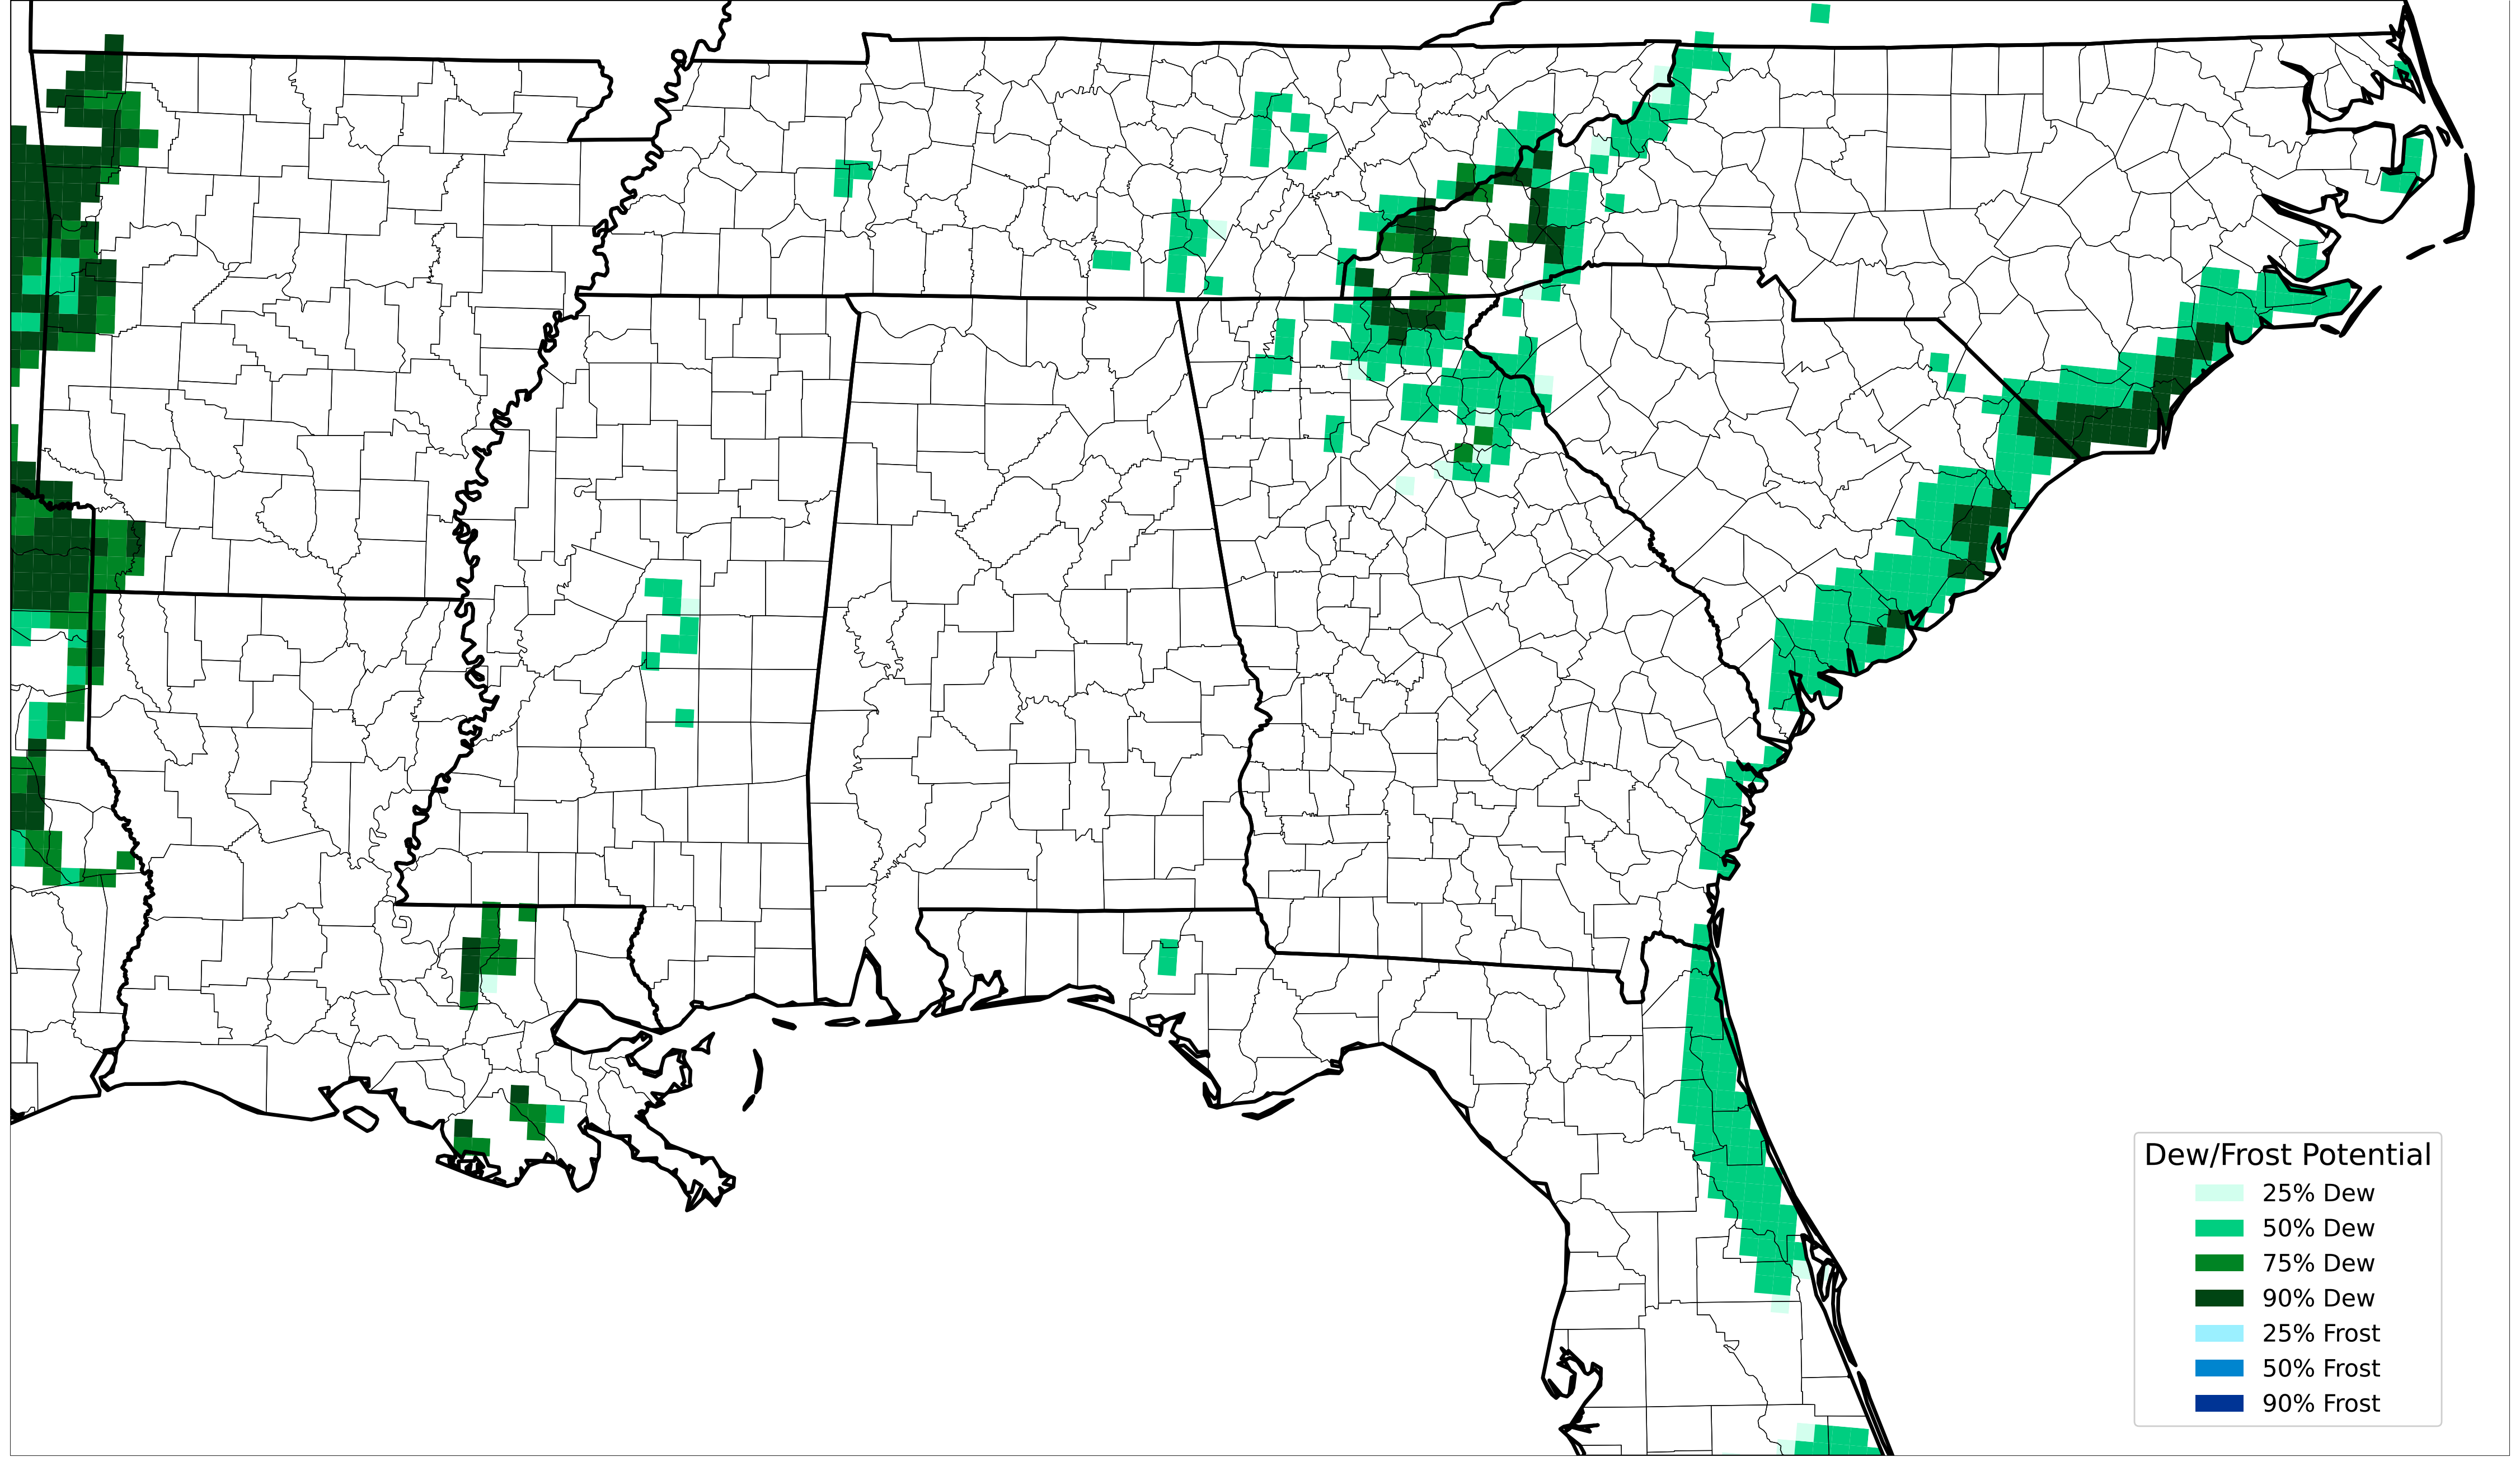 Dew/Frost Potential
25% Dew
50% Dew
75% Dew
90% Dew
25% Frost
50% Frost
90% Frost